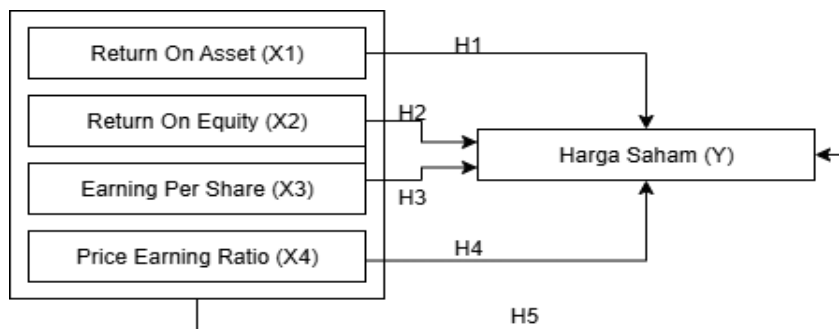 Return On Asset (X1)
H1
Return On Equity (X2)
H2
Harga Saham (Y)
Earning Per Share (X3)
H3
Price Earning Ratio (X4)
H4
H5